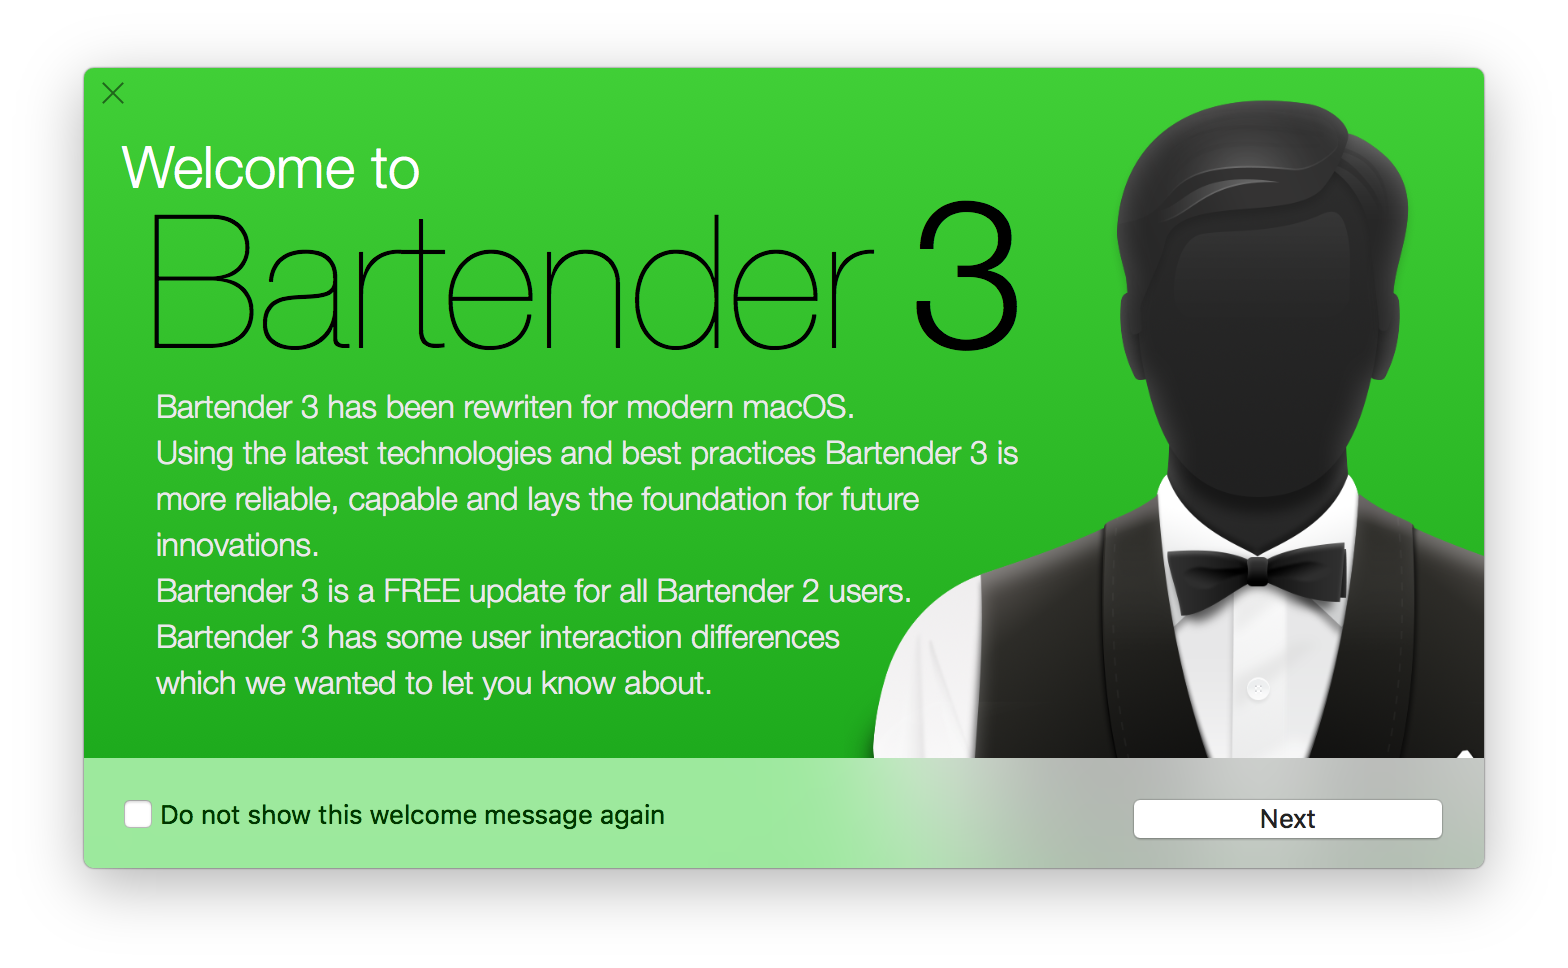 Welcome to
Bartender 3
Bartender 3 has been rewriten for modern macOS.
Using the latest technologies and best practices Bartender 3 is
more reliable, capable and lays the foundation for future
innovations.
Bartender 3 is a FREE update for all Bartender 2 users.
Bartender 3 has some user interaction differences
which we wanted to let you know about.
Do not show this welcome message again
Next